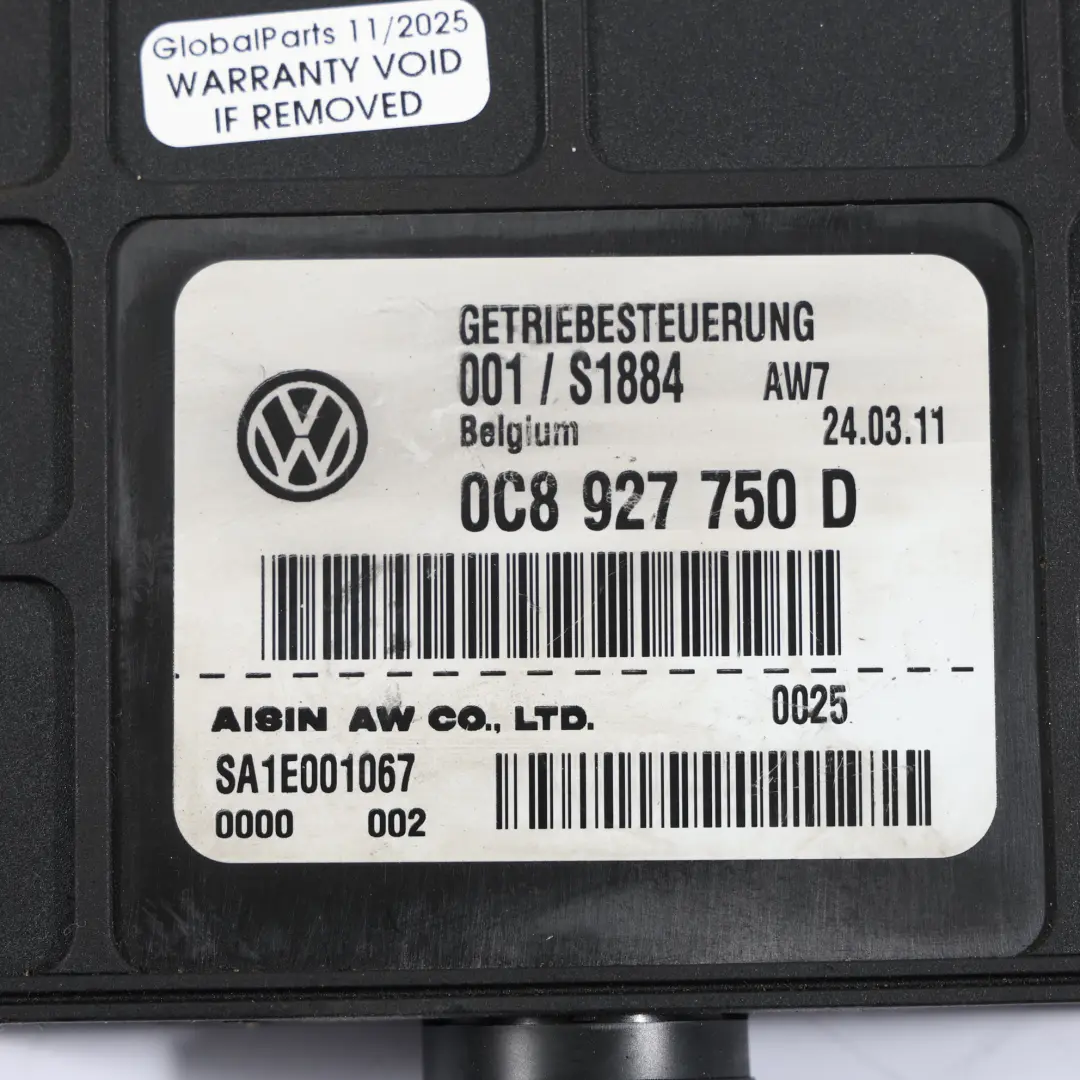 GlobalParts 11/2025
WARRANTY VOID
IF REMOVED
GETRIEBESTEUERUNG
001 / S1884 AW7
Belgium 24.03.11
0C8 927 750 D
0025
AISIN AW CO., LTD.
SA1E001067
0000 002